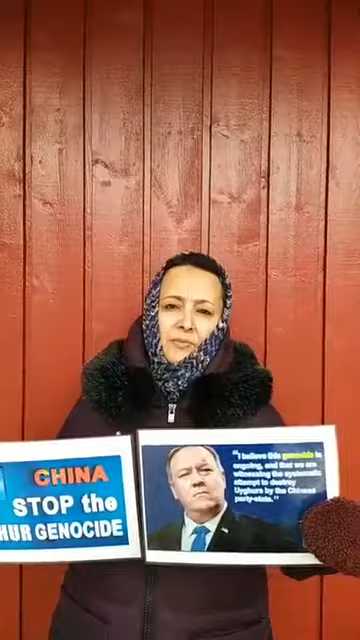 CHINA
STOP the
HUR GENOCIDE
"I believe this genocide is
ongoing, and that we are
witnessing the systematic
attempt to destroy
Uyghurs by the Chinese
party-state."